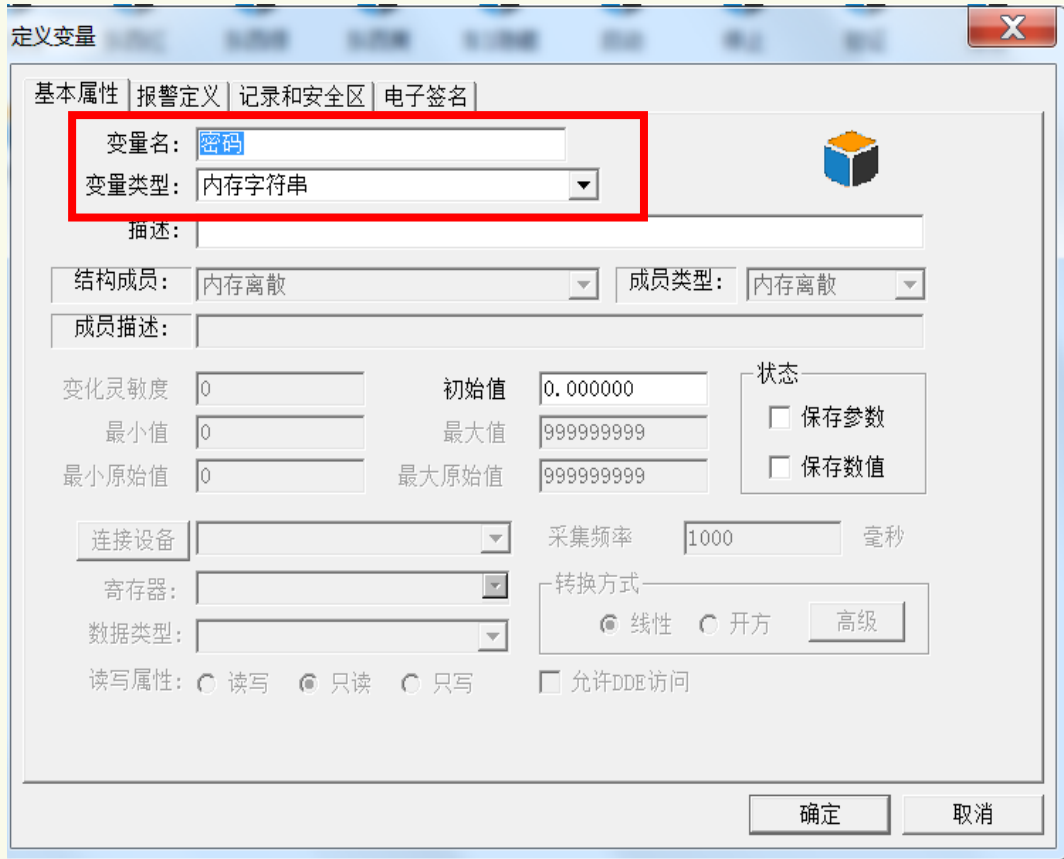 定义变量
基本属性 报警定义 记录和安全区 电子签名
变量名: 密码
变量类型: 内存字符串
描述:
结构成员: 内存离散 成员类型: 内存离散
成员描述:
变化灵敏度 0 初始值 0.000000 状态
最小值 0 最大值 999999999 保存参数
最小原始值 0 最大原始值 999999999 保存数值
连接设备 采集频率 1000 毫秒
寄存器: 转换方式
数据类型: 线性 开方 高级
读写属性: 读写 只读 只写 允许DDE访问
确定 取消